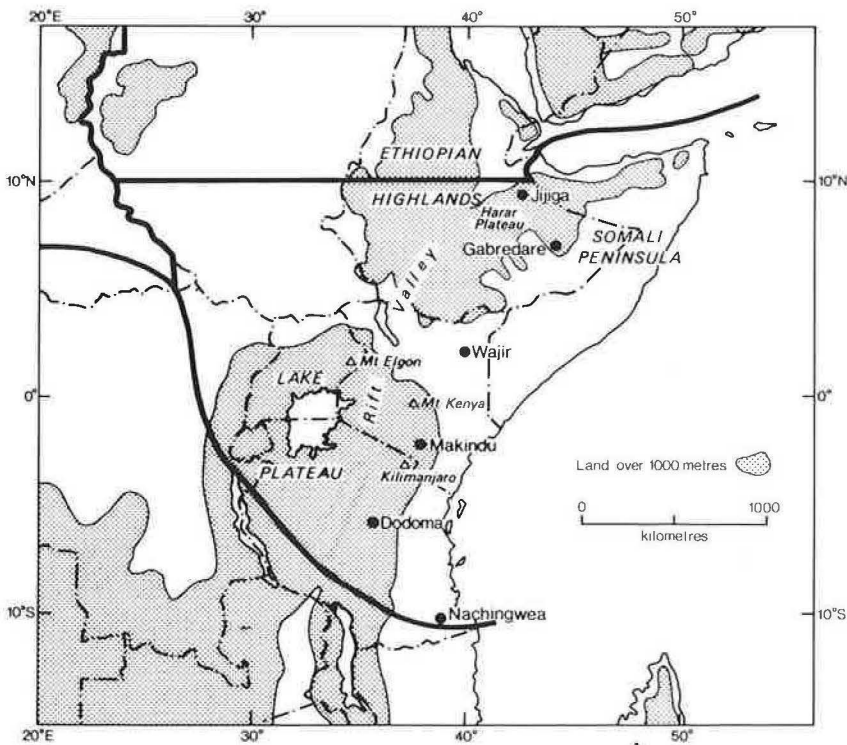 20°E 30° 40° 50°
ETHIOPIAN
10°N 10°N
HIGHLANDS
Jijiga
Harar
Plateau
SOMALI
Gabredare
PENINSULA
Valley
Wajir
Mt Elgon
LAKE
0° 0°
Rift
Mt Kenya
Makindu
PLATEAU
Kilimanjaro
Land over 1000 metres
0 1000
kilometres
Dodoma
Nachingwea
10°S 10°S
20°E 30° 40° 50°